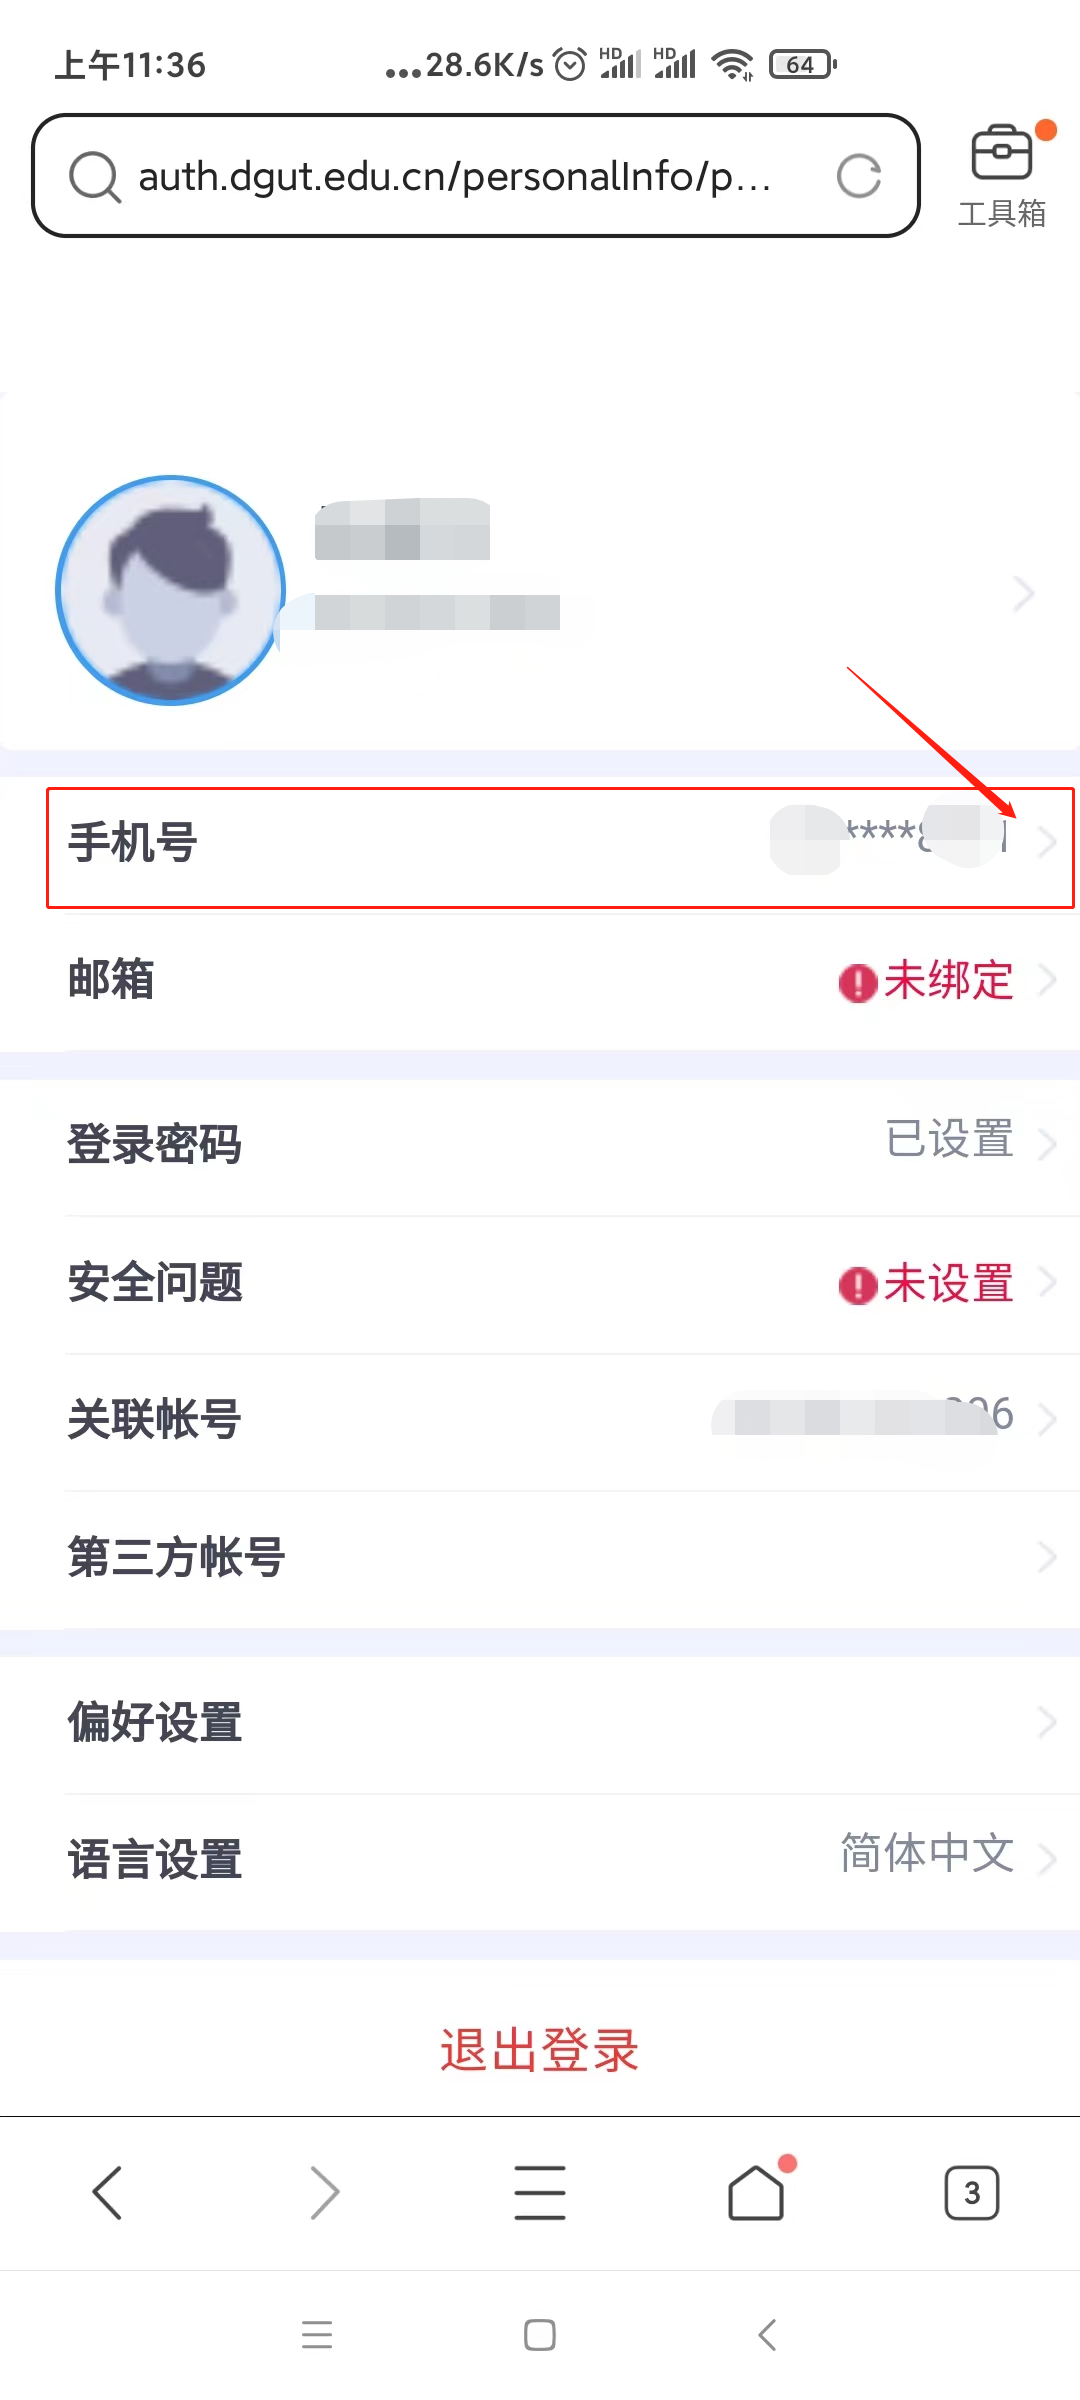 上午11:36 ...28.6K/s HD HD 64
auth.dgut.edu.cn/personalInfo/p...
工具箱
手机号 ****
邮箱 未绑定
登录密码 已设置
安全问题 未设置
关联帐号 6
第三方帐号
偏好设置
语言设置 简体中文
退出登录
3